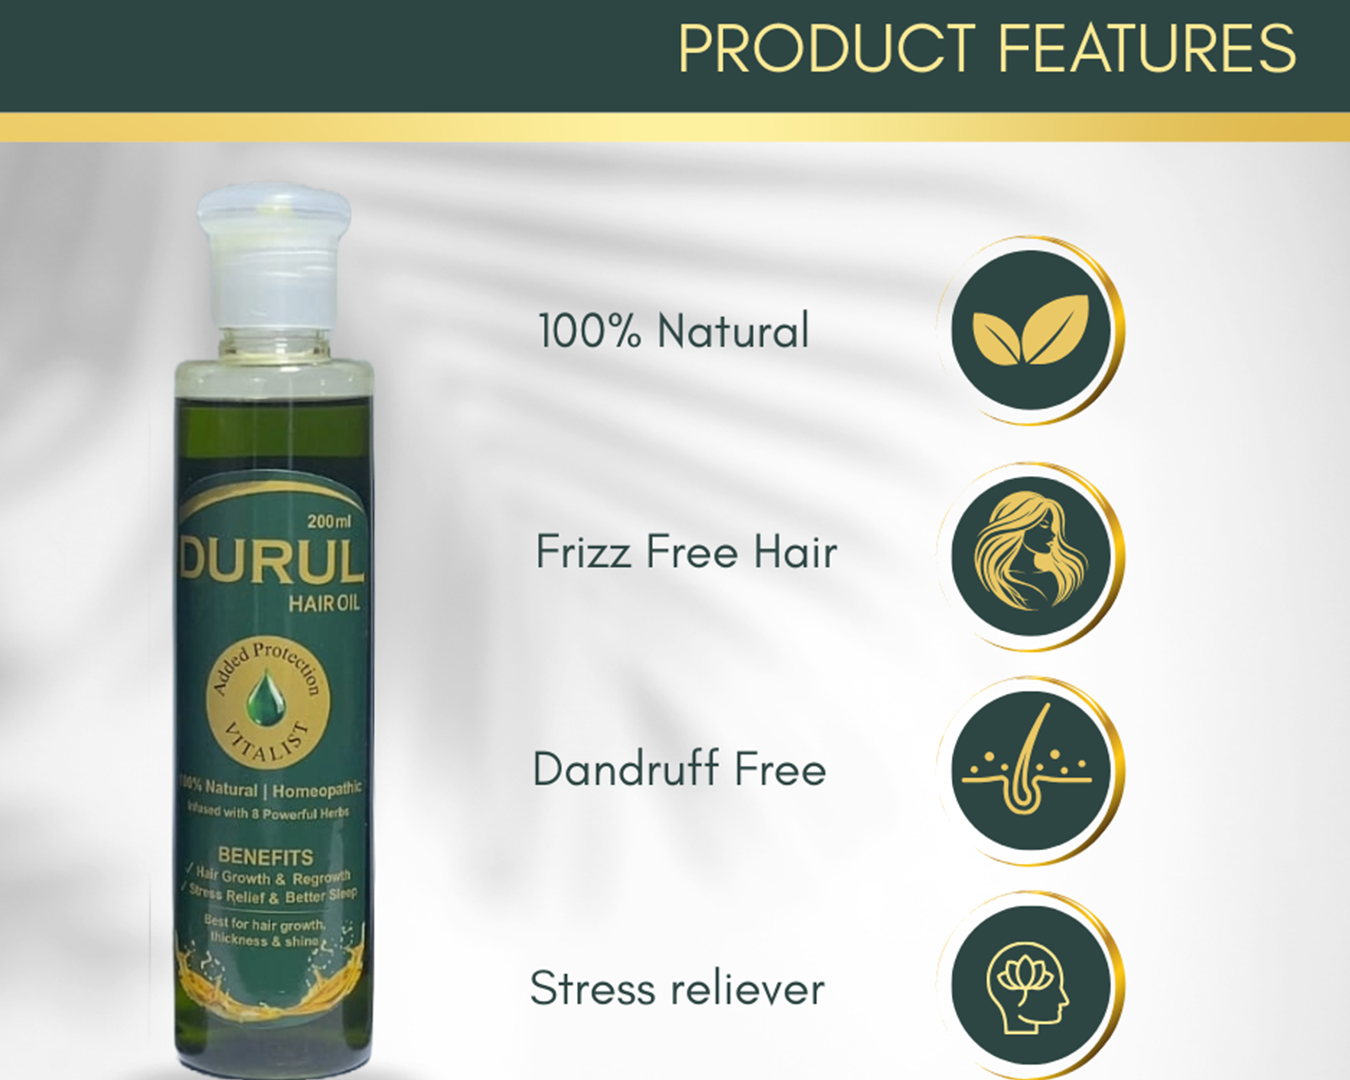 PRODUCT FEATURES
100% Natural
Frizz Free Hair
Dandruff Free
Stress reliever
200ml
DURUL
HAIR OIL
Added Protection
VITALIST
100% Natural | Homeopathic
Infused with 8 Powerful Herbs
BENEFITS
✓ Hair Growth & Regrowth
✓ Stress Relief & Better Sleep
Best for hair growth,
thickness & shine